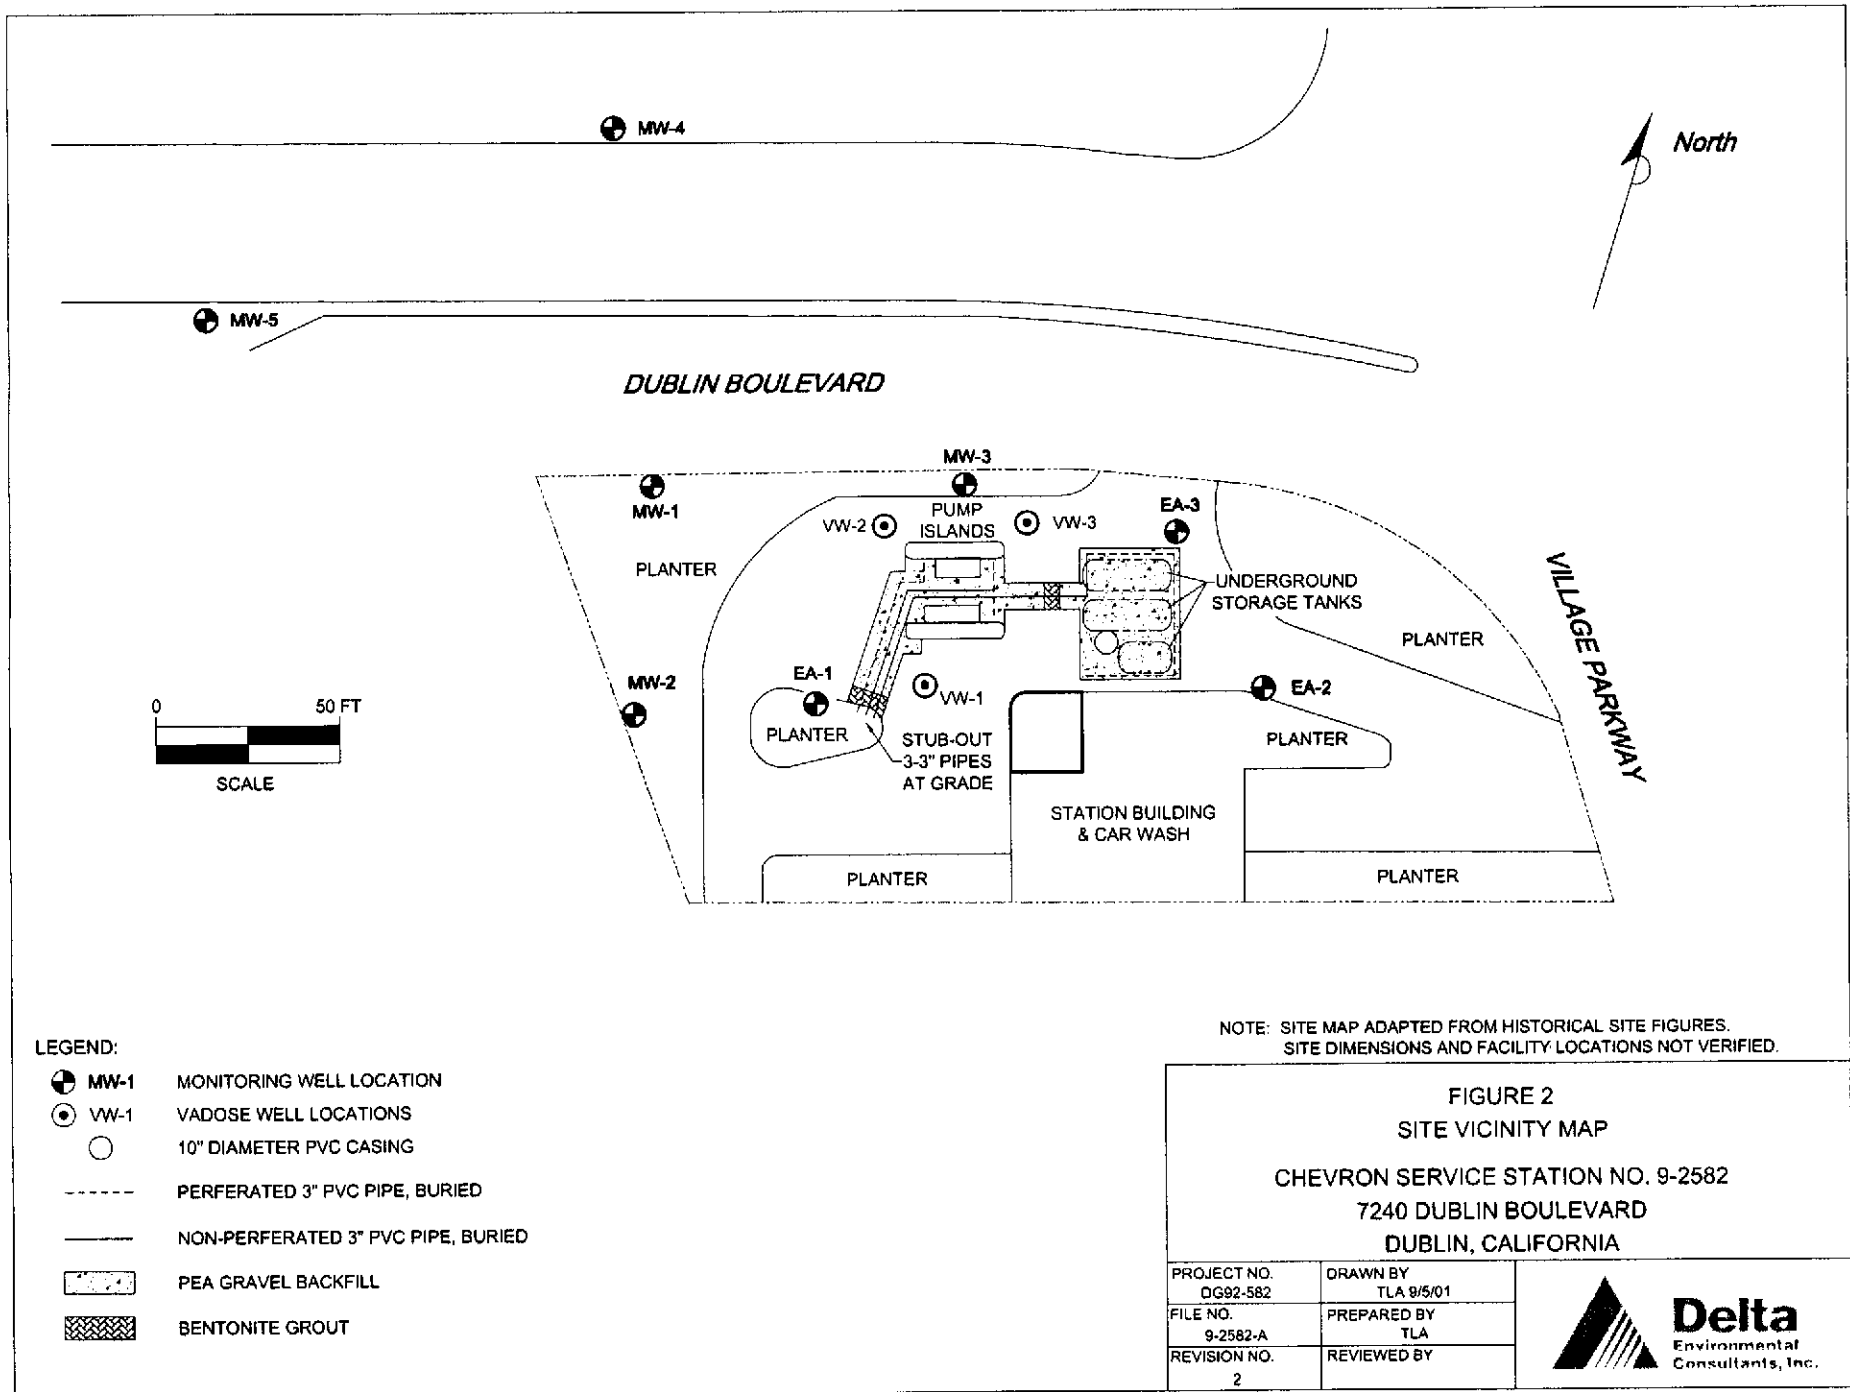 MW-4
North
MW-5
DUBLIN BOULEVARD
MW-3
MW-1
EA-3
VW-2
PUMP
ISLANDS
VW-3
PLANTER
UNDERGROUND
STORAGE TANKS
VILLAGE PARKWAY
PLANTER
MW-2
EA-1
VW-1
EA-2
0
50 FT
SCALE
PLANTER
STUB-OUT
3-3" PIPES
AT GRADE
PLANTER
STATION BUILDING
& CAR WASH
PLANTER
PLANTER
NOTE: SITE MAP ADAPTED FROM HISTORICAL SITE FIGURES.
SITE DIMENSIONS AND FACILITY LOCATIONS NOT VERIFIED.
LEGEND:
MW-1 MONITORING WELL LOCATION
VW-1 VADOSE WELL LOCATIONS
10" DIAMETER PVC CASING
PERFERATED 3" PVC PIPE, BURIED
NON-PERFERATED 3" PVC PIPE, BURIED
PEA GRAVEL BACKFILL
BENTONITE GROUT
FIGURE 2
SITE VICINITY MAP
CHEVRON SERVICE STATION NO. 9-2582
7240 DUBLIN BOULEVARD
DUBLIN, CALIFORNIA
PROJECT NO.
DG92-582
DRAWN BY
TLA 9/5/01
FILE NO.
9-2582-A
PREPARED BY
TLA
REVISION NO.
2
REVIEWED BY
Delta
Environmental
Consultants, Inc.